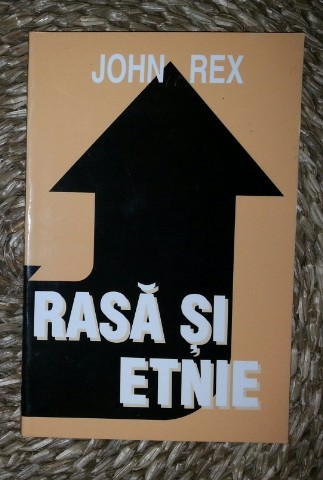 JOHN REX
RASĂ ȘI
ETNIE